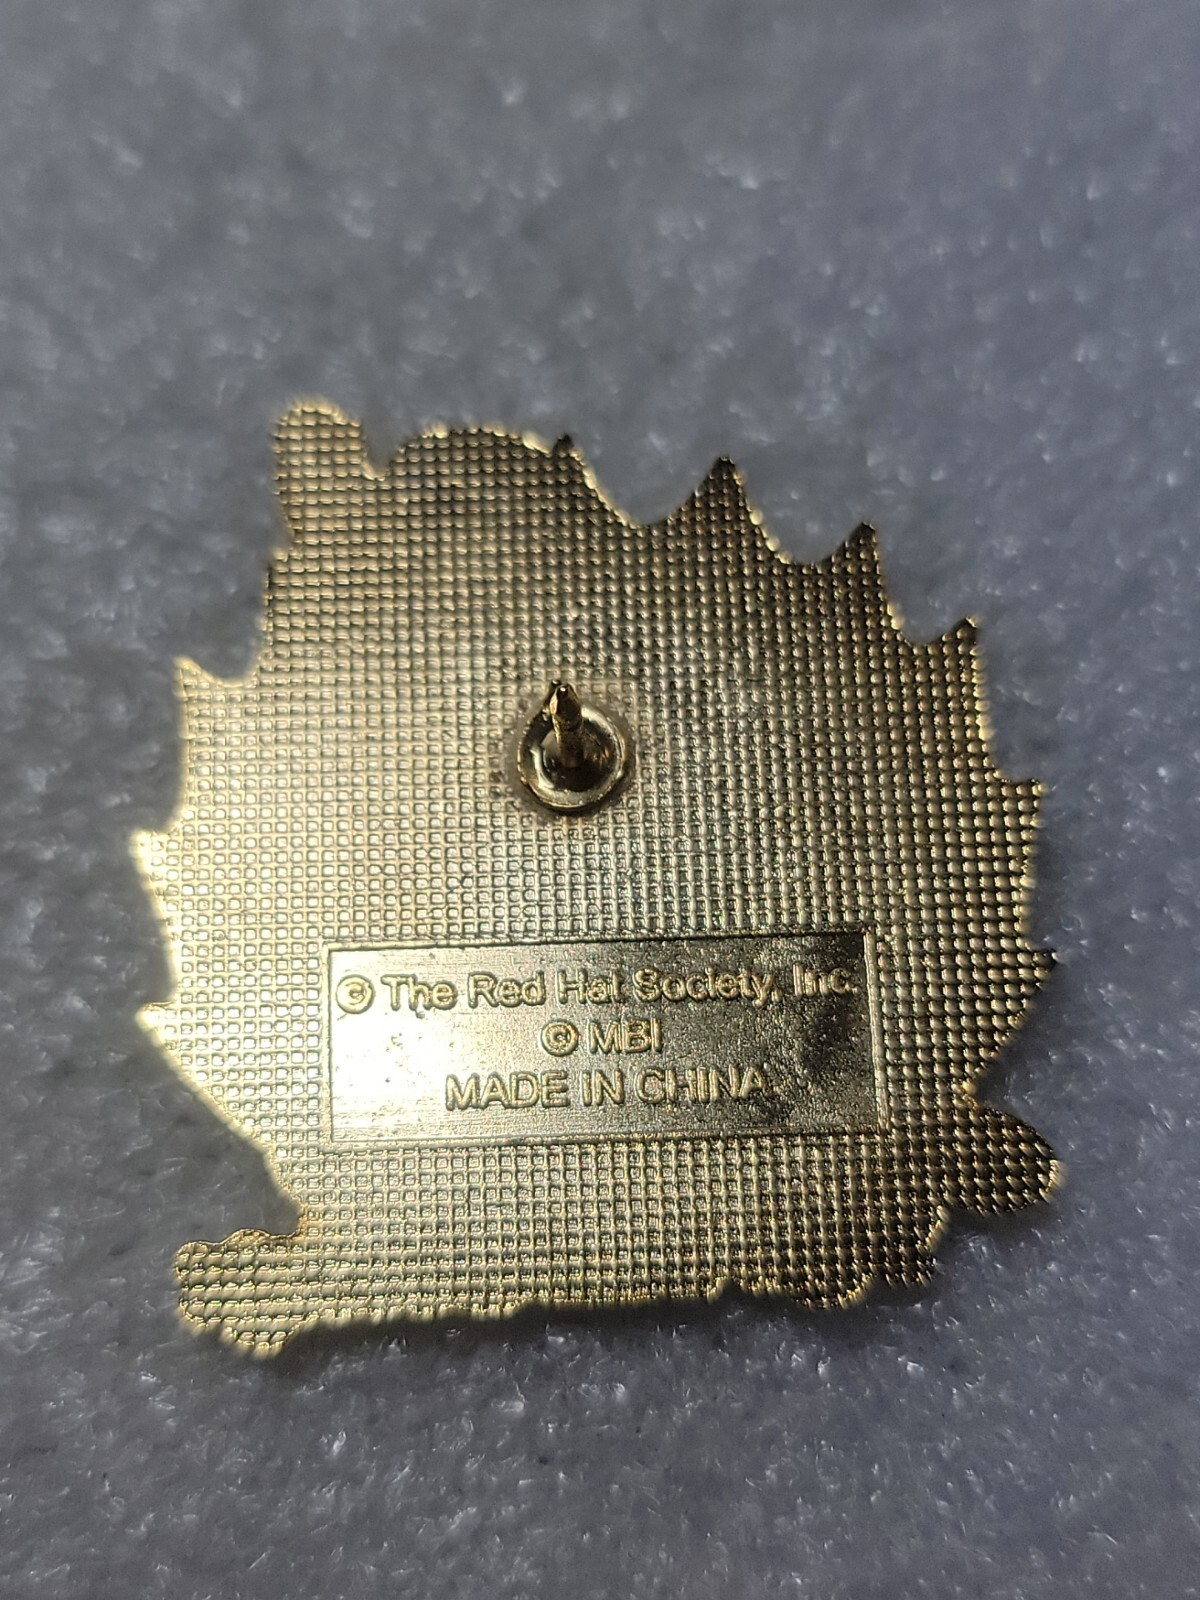 © The Red Hat Society, Inc.
© MBI
MADE IN CHINA